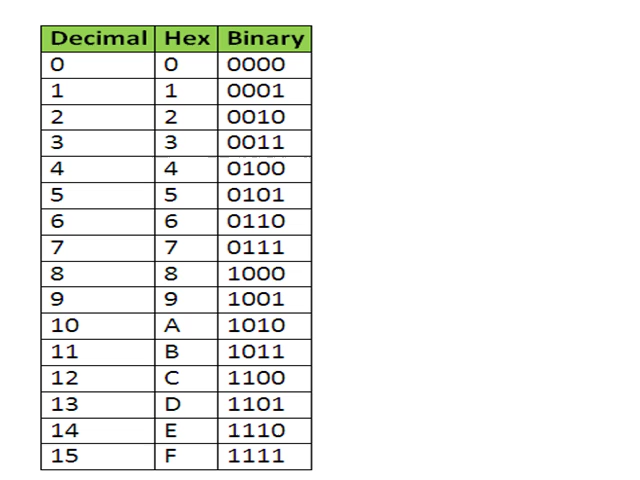 Decimal Hex Binary
0 0 0000
1 1 0001
2 2 0010
3 3 0011
4 4 0100
5 5 0101
6 6 0110
7 7 0111
8 8 1000
9 9 1001
10 A 1010
11 B 1011
12 C 1100
13 D 1101
14 E 1110
15 F 1111